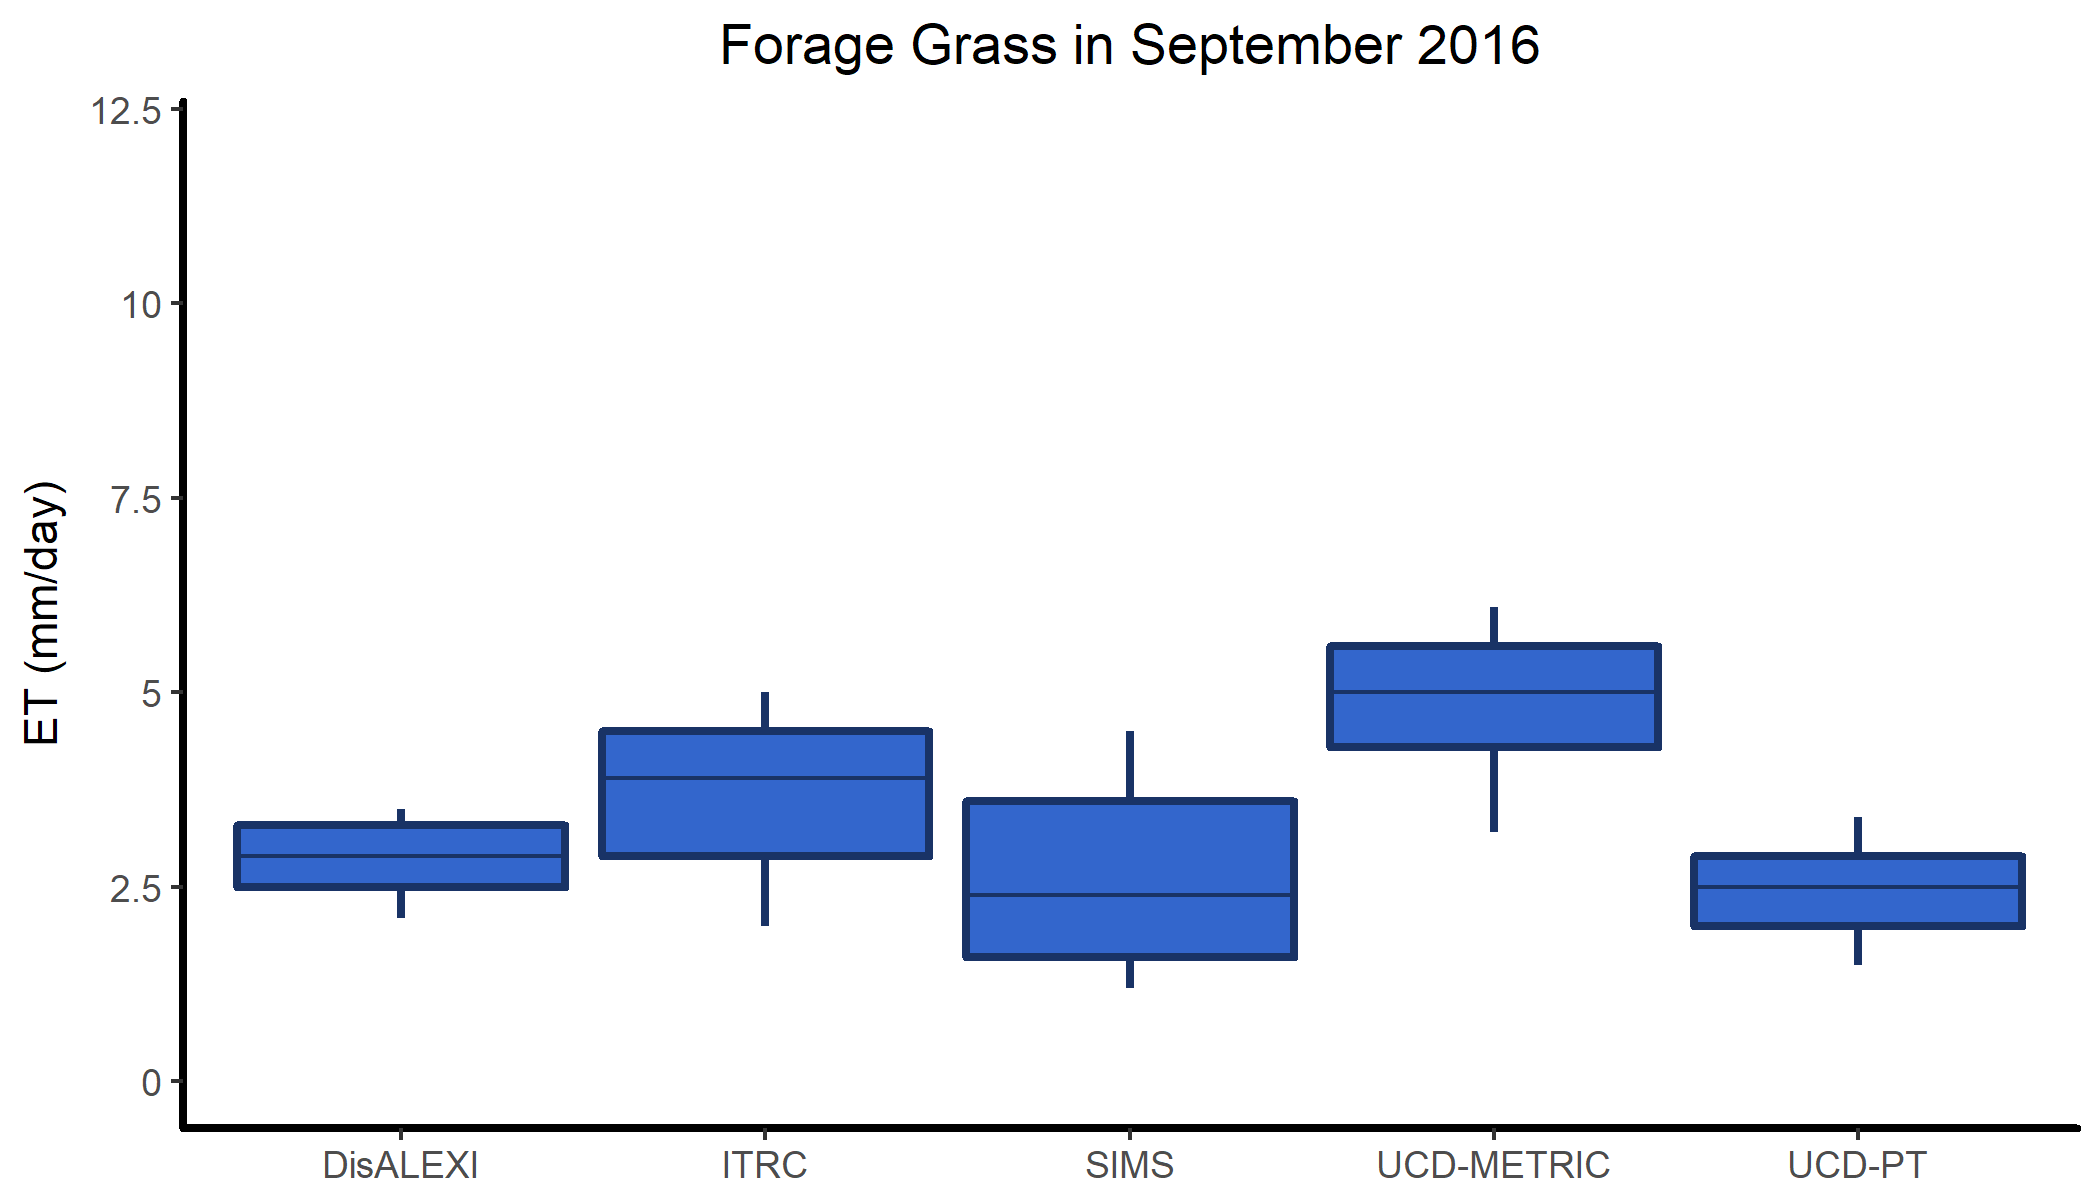 Forage Grass in September 2016
12.5
10
7.5
5
2.5
0
ET (mm/day)
DisALEXI ITRC SIMS UCD-METRIC UCD-PT